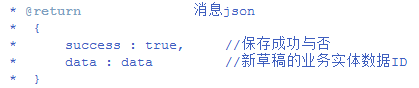 * @return 消息json
* {
* success : true, //保存成功与否
* data : data //新草稿的业务实体数据ID
* }